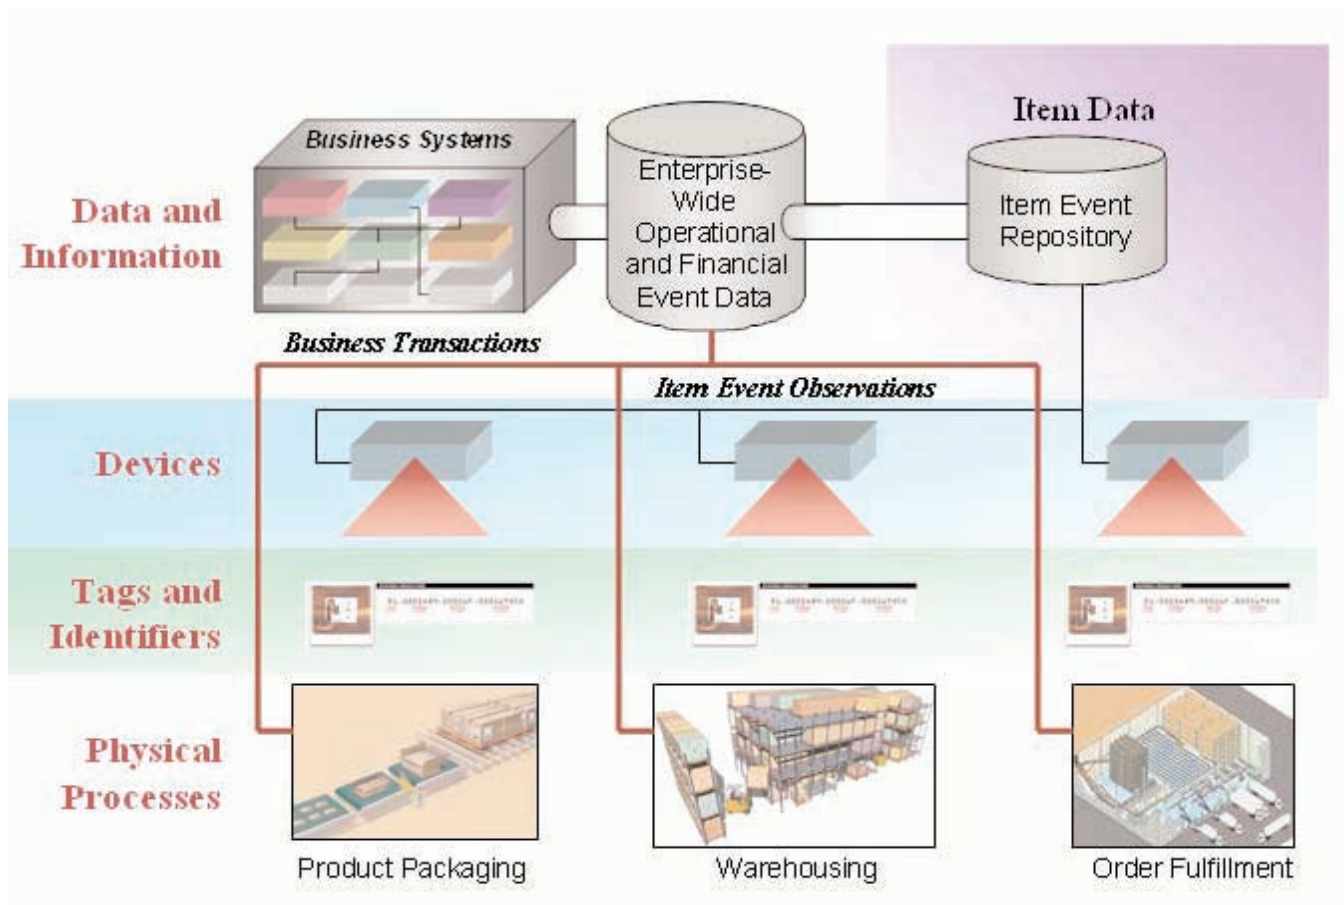 Item Data
Business Systems
Enterprise-
Wide
Operational
and Financial
Event Data
Item Event
Repository
Data and
Information
Business Transactions
Item Event Observations
Devices
Tags and
Identifiers
Physical
Processes
Product Packaging
Warehousing
Order Fulfillment